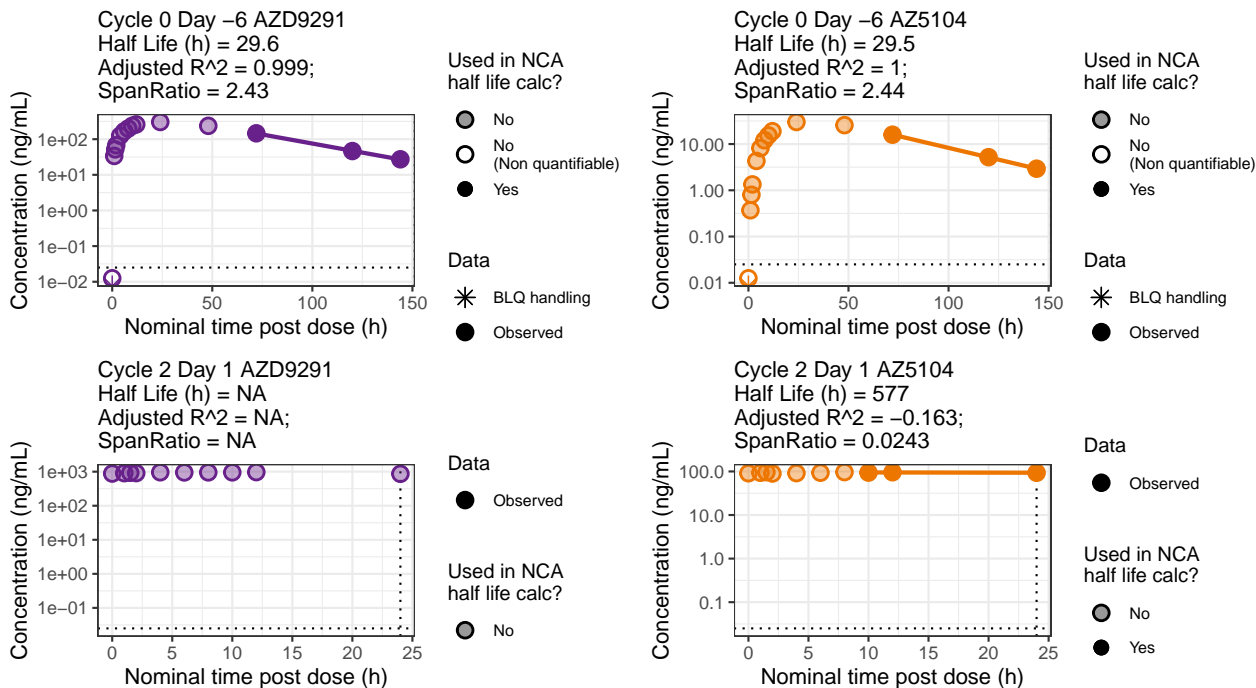 Cycle 0 Day −6 AZD9291
Half Life (h) = 29.6
Adjusted R^2 = 0.999;
SpanRatio = 2.43
Concentration (ng/mL)
1e+02
1e+01
1e+00
1e−01
1e−02
0
50
100
150
Nominal time post dose (h)
Used in NCA
half life calc?
No
No
(Non quantifiable)
Yes
Data
BLQ handling
Observed
Cycle 0 Day −6 AZ5104
Half Life (h) = 29.5
Adjusted R^2 = 1;
SpanRatio = 2.44
Concentration (ng/mL)
10.00
1.00
0.10
0.01
0
50
100
150
Nominal time post dose (h)
Used in NCA
half life calc?
No
No
(Non quantifiable)
Yes
Data
BLQ handling
Observed
Cycle 2 Day 1 AZD9291
Half Life (h) = NA
Adjusted R^2 = NA;
SpanRatio = NA
Concentration (ng/mL)
1e+03
1e+02
1e+01
1e+00
1e−01
0
5
10
15
20
25
Nominal time post dose (h)
Data
Observed
Used in NCA
half life calc?
No
Cycle 2 Day 1 AZ5104
Half Life (h) = 577
Adjusted R^2 = −0.163;
SpanRatio = 0.0243
Concentration (ng/mL)
100.0
10.0
1.0
0.1
0
5
10
15
20
25
Nominal time post dose (h)
Data
Observed
Used in NCA
half life calc?
No
Yes